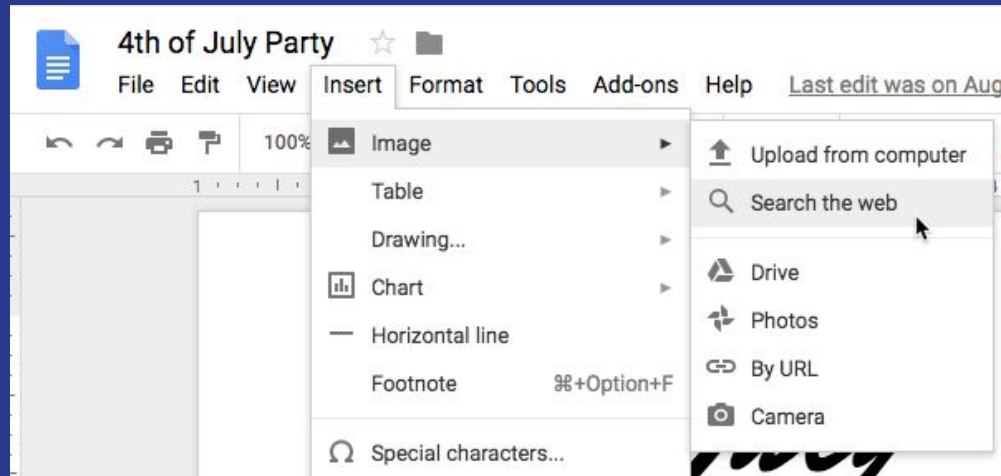 4th of July Party
File Edit View Insert Format Tools Add-ons Help Last edit was on Aug
100%
1
Image
Table
Drawing...
Chart
Horizontal line
Footnote ⌘+Option+F
Special characters...
Upload from computer
Search the web
Drive
Photos
By URL
Camera